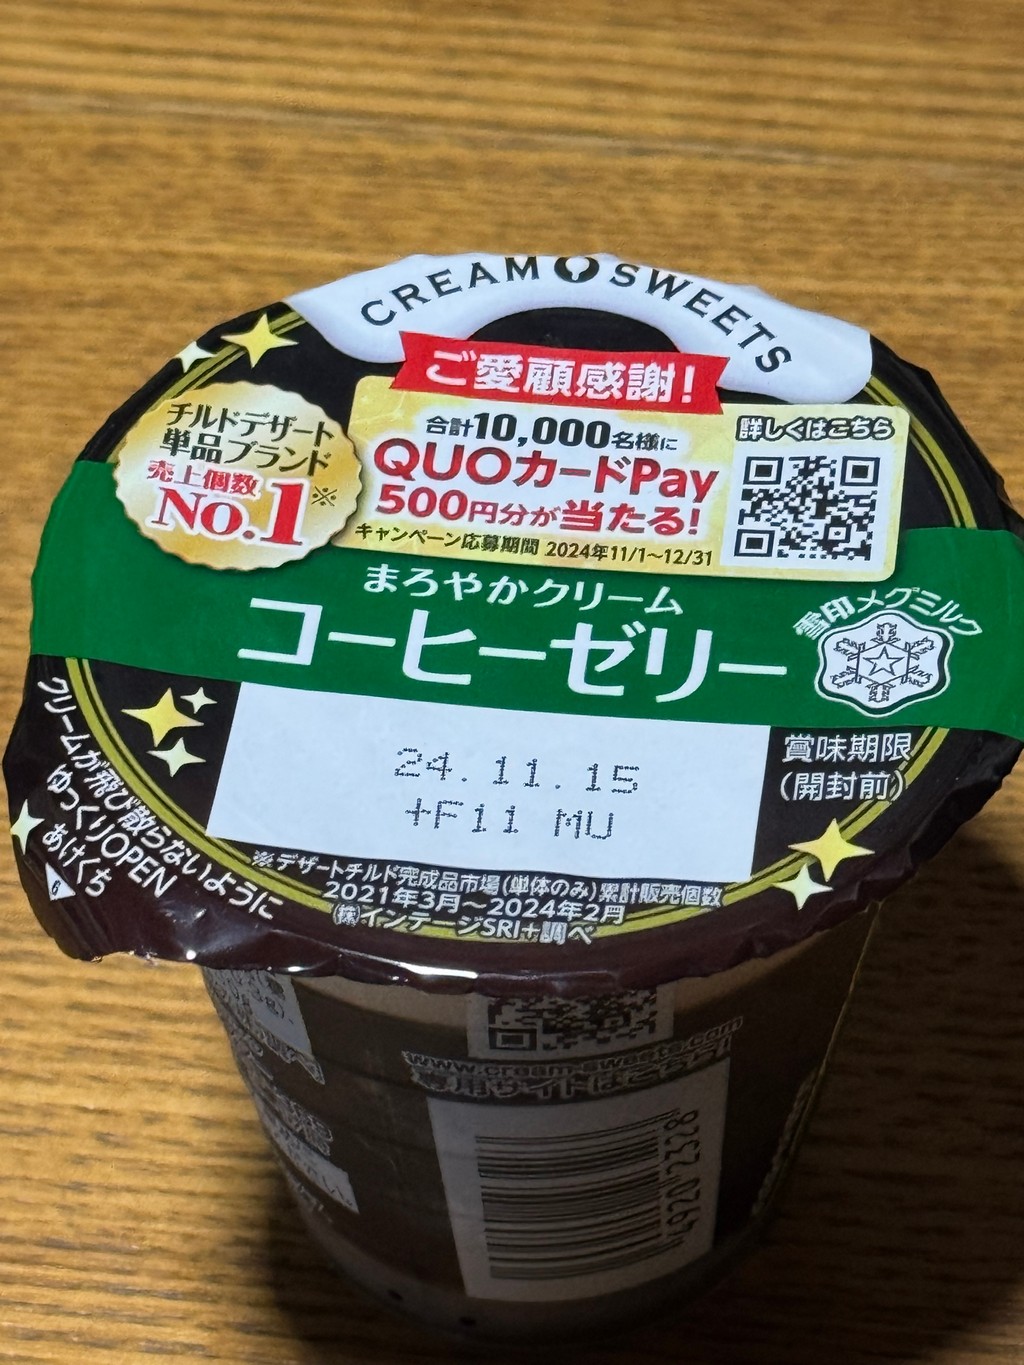 CREAM SWEETS
ご愛顧感謝!
チルドデザート
単品ブランド
売上個数
No.1※
合計10,000名様に
QUOカードPay
500円分が当たる!
キャンペーン応募期間 2024年11/1~12/31
詳しくはこちら
まろやかクリーム
コーヒーゼリー
雪印メグミルク
24.11.15
+F11 MU
賞味期限
(開封前)
クリームが飛び散らないように
ゆっくりOPEN
あけくち
6
※デザートチルド完成品市場(単体のみ)累計販売個数
2021年3月~2024年2月
㈱インテージSRI+調べ
www.cream-sweets.com
専用サイトはこちら!